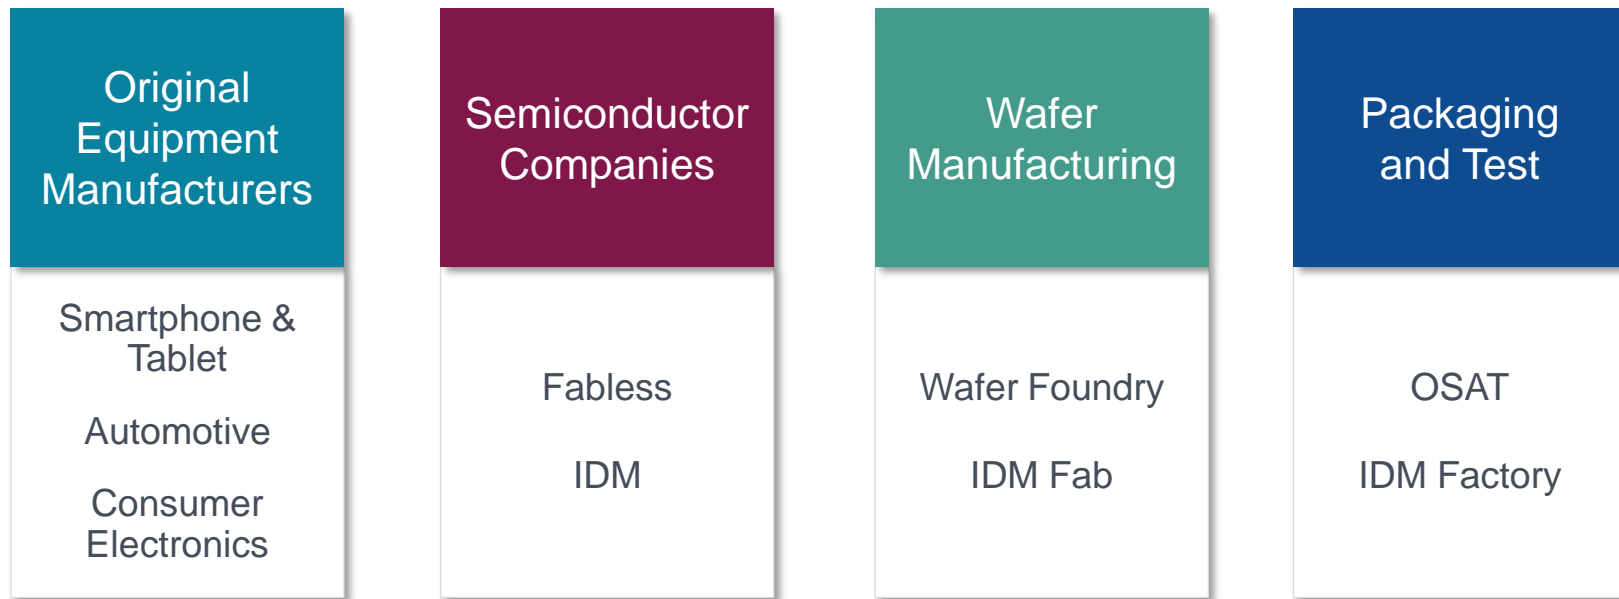 Original
Equipment
Manufacturers
Smartphone &
Tablet
Automotive
Consumer
Electronics
Semiconductor
Companies
Fabless
IDM
Wafer
Manufacturing
Wafer Foundry
IDM Fab
Packaging
and Test
OSAT
IDM Factory